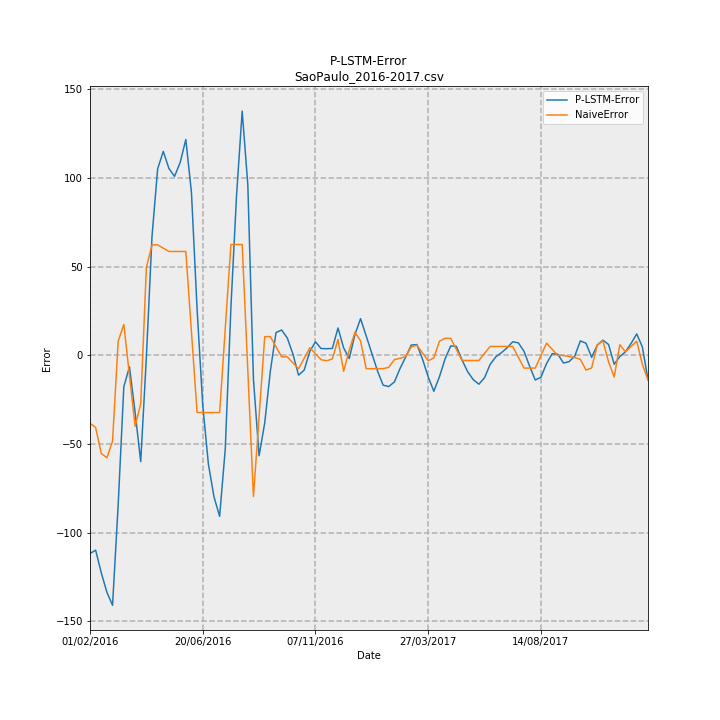 P-LSTM-Error
SaoPaulo_2016-2017.csv
P-LSTM-Error
NaiveError
150
100
50
0
−50
−100
−150
Error
01/02/2016 20/06/2016 07/11/2016 27/03/2017 14/08/2017
Date